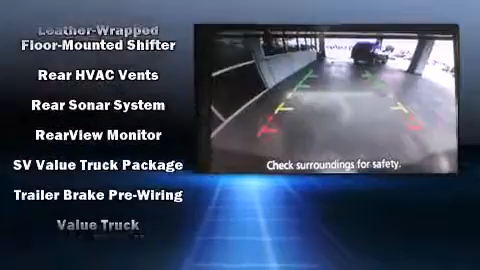 Leather-Wrapped
Floor-Mounted Shifter
Rear HVAC Vents
Rear Sonar System
RearView Monitor
SV Value Truck Package
Trailer Brake Pre-Wiring
Value Truck
Check surroundings for safety.